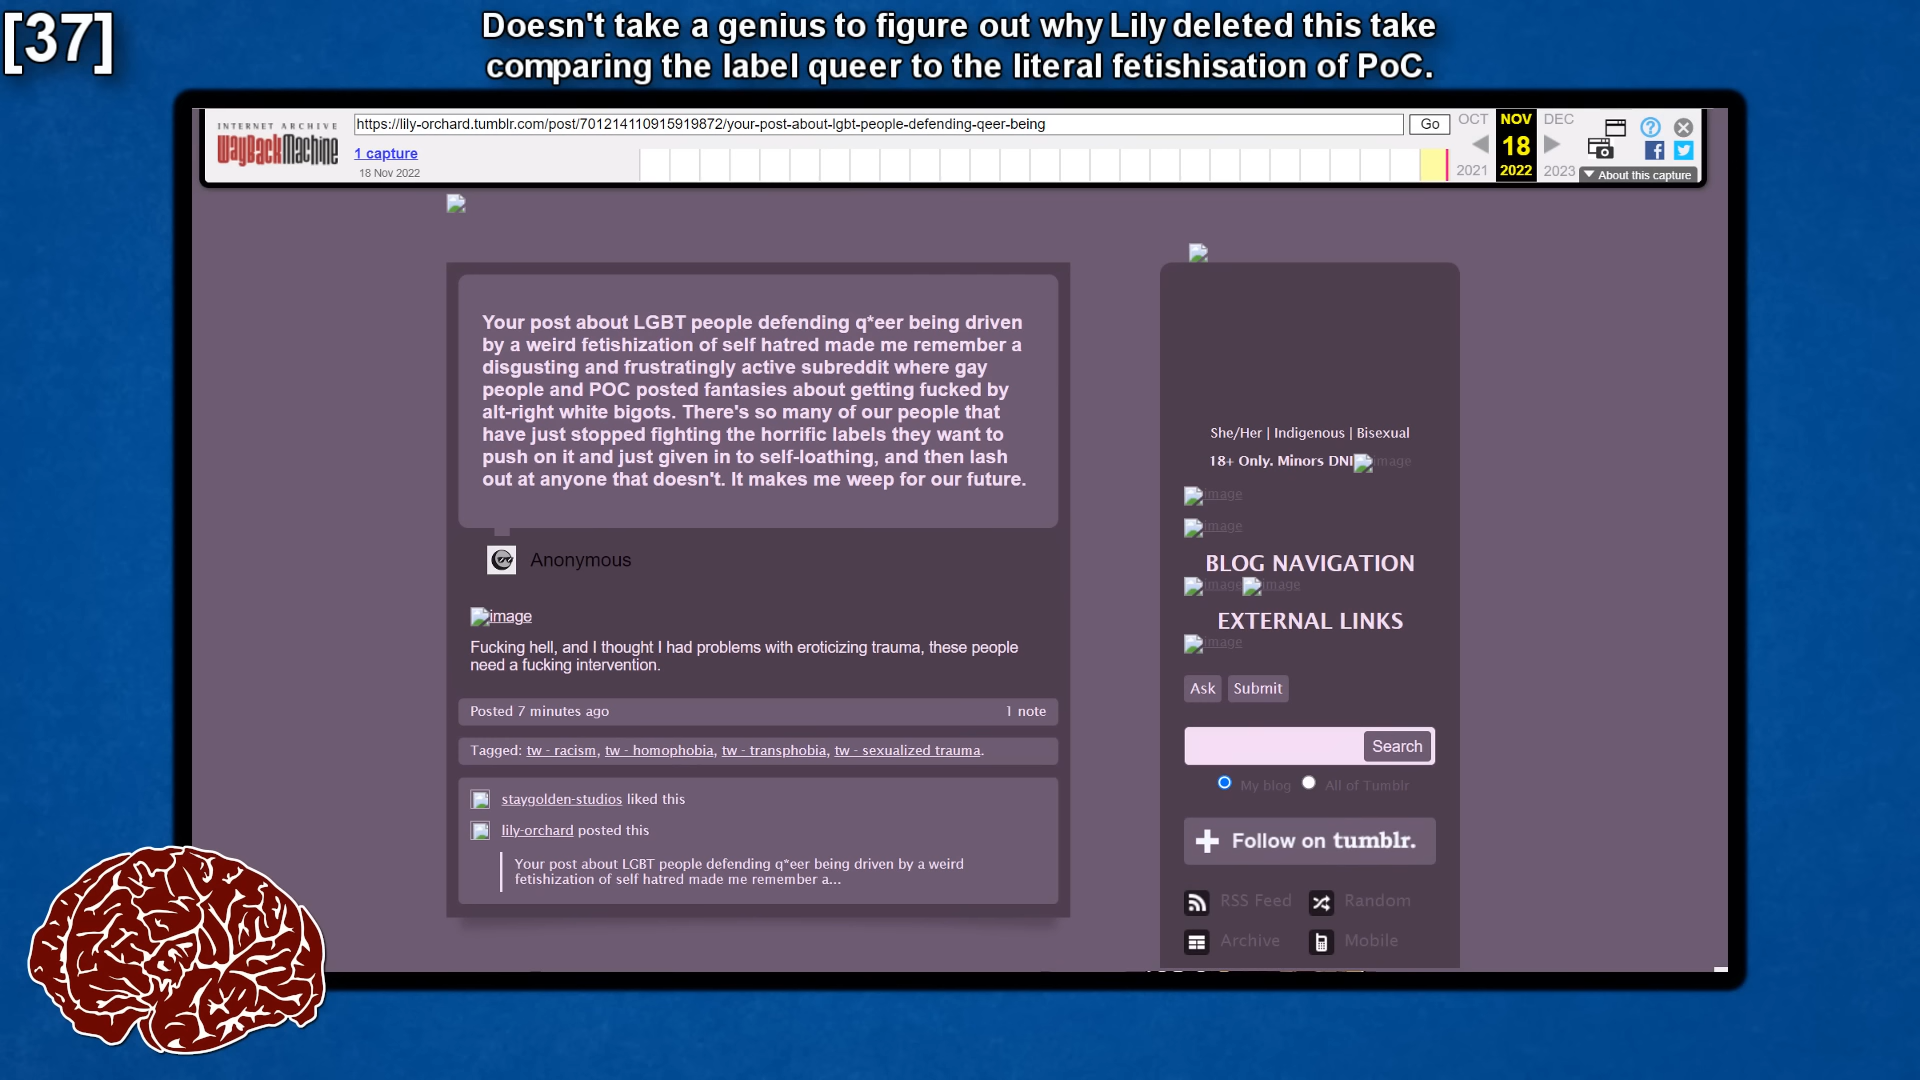 [37]
Doesn't take a genius to figure out why Lily deleted this take
comparing the label queer to the literal fetishisation of PoC.
INTERNET ARCHIVE
WayBackMachine
https://lily-orchard.tumblr.com/post/701214110915919872/your-post-about-lgbt-people-defending-qeer-being
Go
OCT NOV DEC
1 capture
18
18 Nov 2022
2021 2022 2023
About this capture
Your post about LGBT people defending q*eer being driven
by a weird fetishization of self hatred made me remember a
disgusting and frustratingly active subreddit where gay
people and POC posted fantasies about getting fucked by
alt-right white bigots. There's so many of our people that
have just stopped fighting the horrific labels they want to
push on it and just given in to self-loathing, and then lash
out at anyone that doesn't. It makes me weep for our future.
Anonymous
image
Fucking hell, and I thought I had problems with eroticizing trauma, these people
need a fucking intervention.
Posted 7 minutes ago 1 note
Tagged: tw - racism, tw - homophobia, tw - transphobia, tw - sexualized trauma.
staygolden-studios liked this
lily-orchard posted this
Your post about LGBT people defending q*eer being driven by a weird
fetishization of self hatred made me remember a...
She/Her | Indigenous | Bisexual
18+ Only. Minors DNI image
image
image
BLOG NAVIGATION
image image
EXTERNAL LINKS
image
Ask Submit
Search
My blog All of Tumblr
Follow on tumblr.
RSS Feed Random
Archive Mobile